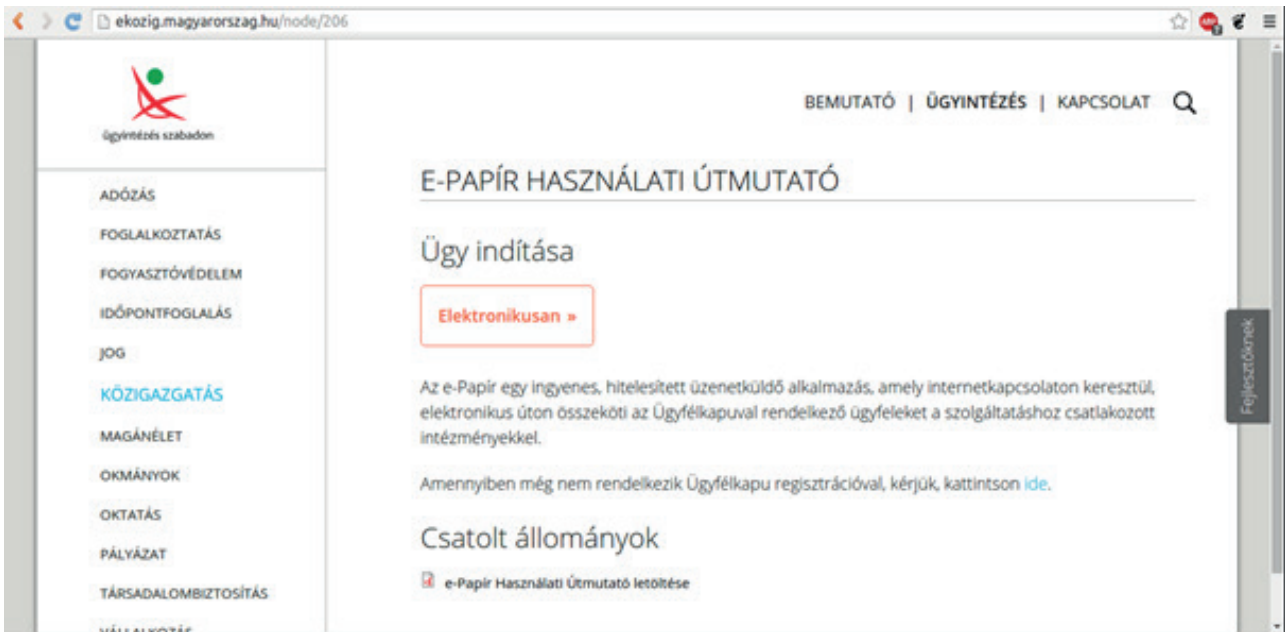 ekozig.magyarorszag.hu/node/206
ügyintézés szabadon
BEMUTATÓ | ÜGYINTÉZÉS | KAPCSOLAT
ADÓZÁS
FOGLALKOZTATÁS
FOGYASZTÓVÉDELEM
IDŐPONTFOGLALÁS
JOG
KÖZIGAZGATÁS
MAGÁNÉLET
OKMÁNYOK
OKTATÁS
PÁLYÁZAT
TÁRSADALOMBIZTOSÍTÁS
VÁLLALKOZÁS
E-PAPÍR HASZNÁLATI ÚTMUTATÓ
Ügy indítása
Elektronikusan »
Az e-Papír egy ingyenes, hitelesített üzenetküldő alkalmazás, amely internetkapcsolaton keresztül,
elektronikus úton összeköti az Ügyfélkapuval rendelkező ügyfeleket a szolgáltatáshoz csatlakozott
intézményekkel.
Amennyiben még nem rendelkezik Ügyfélkapu regisztrációval, kérjük, kattintson ide.
Csatolt állományok
e-Papír Használati Útmutató letöltése
Fejlesztőknek